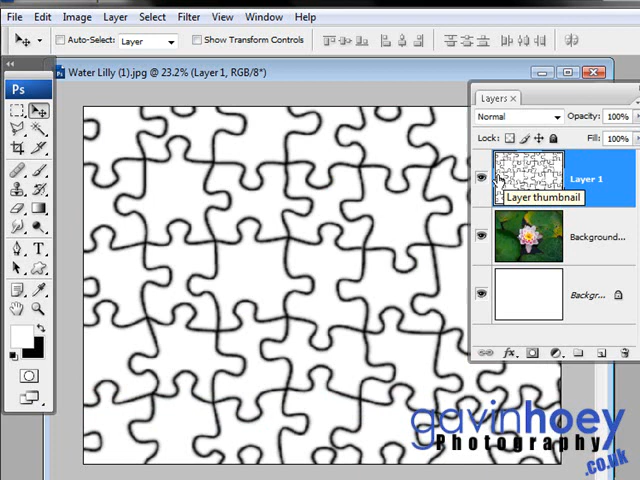 File Edit Image Layer Select Filter View Window Help
Auto-Select: Layer Show Transform Controls
Ps
Water Lilly (1).jpg @ 23.2% (Layer 1, RGB/8*)
Layers ×
Normal Opacity: 100%
Lock: Fill: 100%
Layer 1
Layer thumbnail
Background...
Backgr...
gavinhoey
Photography
.co.uk